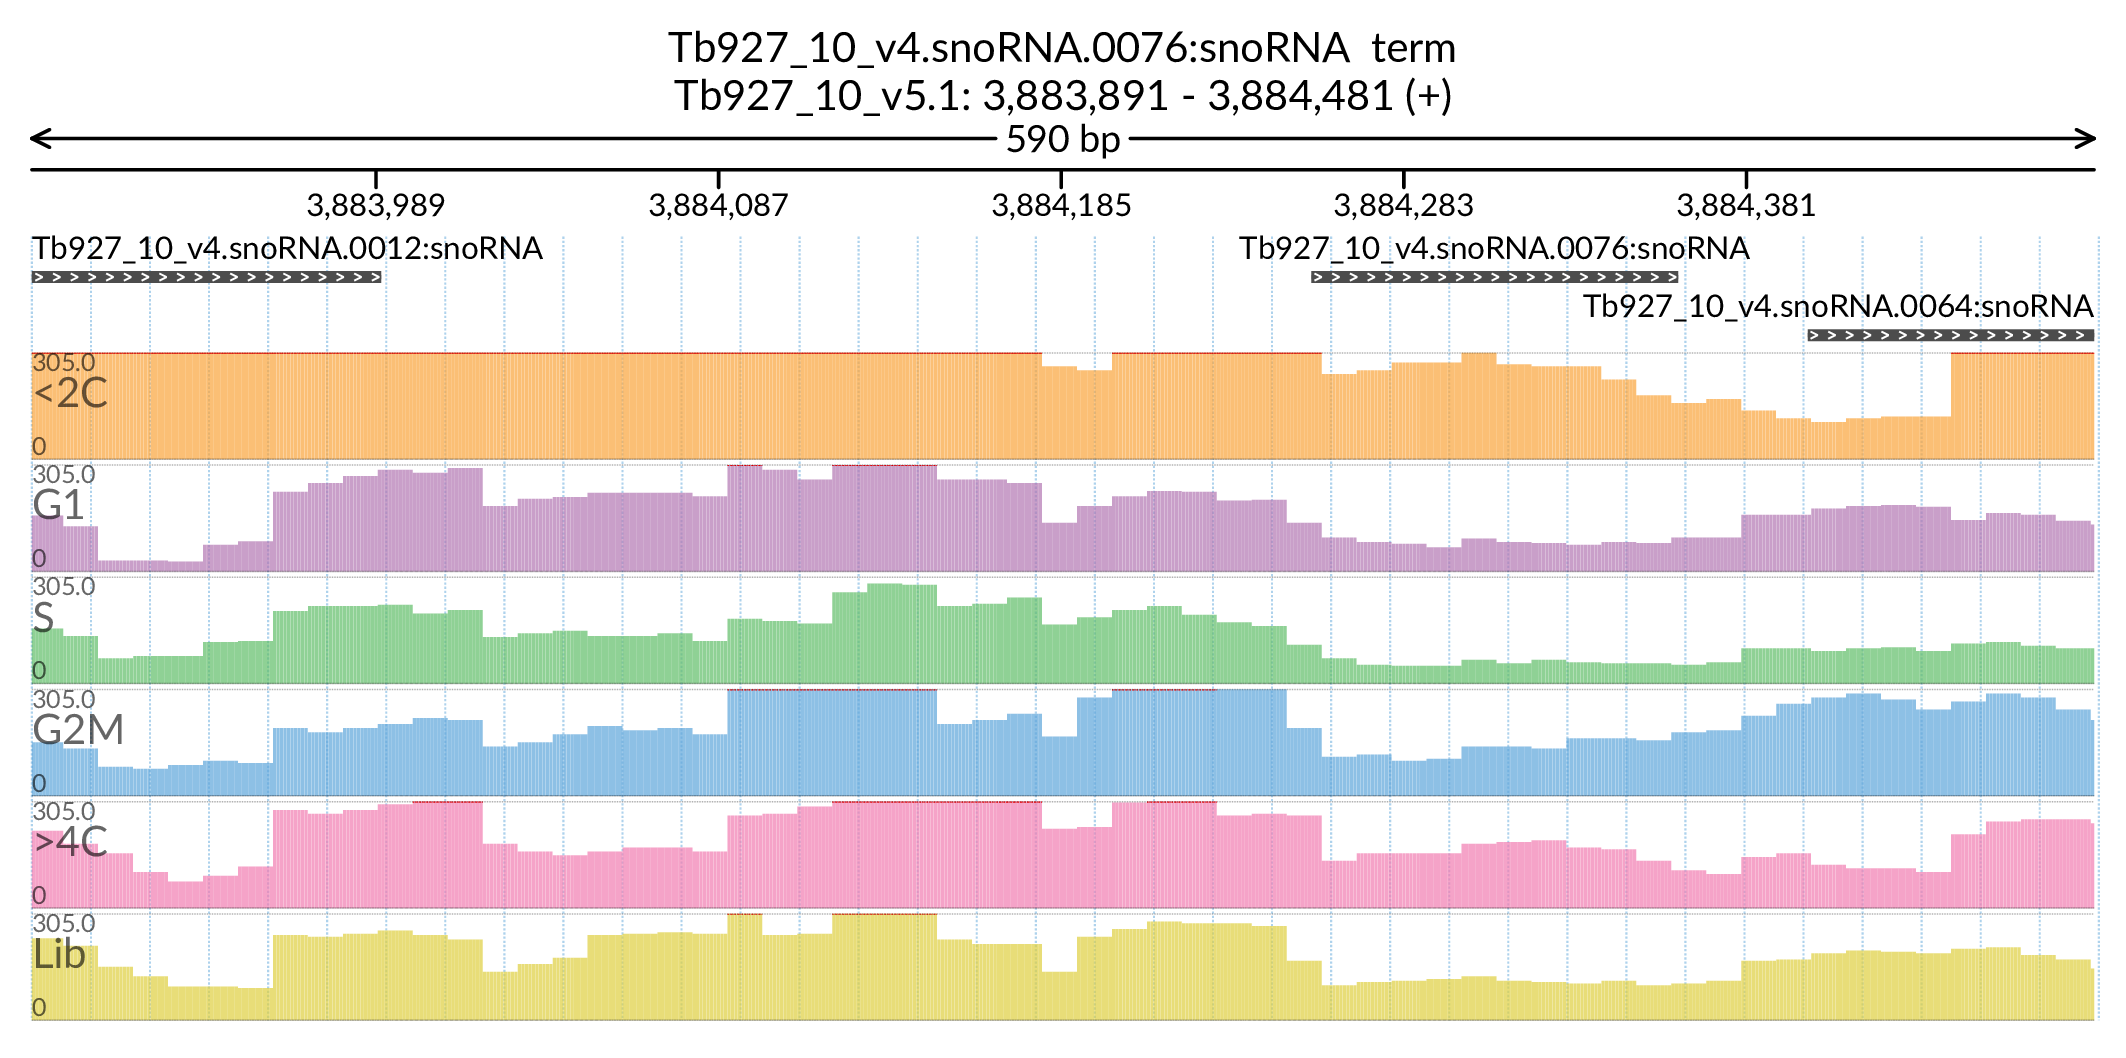 Tb927_10_v4.snoRNA.0076:snoRNA term
Tb927_10_v5.1: 3,883,891 - 3,884,481 (+)
590 bp
3,883,989 3,884,087 3,884,185 3,884,283 3,884,381
Tb927_10_v4.snoRNA.0012:snoRNA Tb927_10_v4.snoRNA.0076:snoRNA
Tb927_10_v4.snoRNA.0064:snoRNA
305.0
<2C
0
305.0
G1
0
305.0
S
0
305.0
G2M
0
305.0
>4C
0
305.0
Lib
0